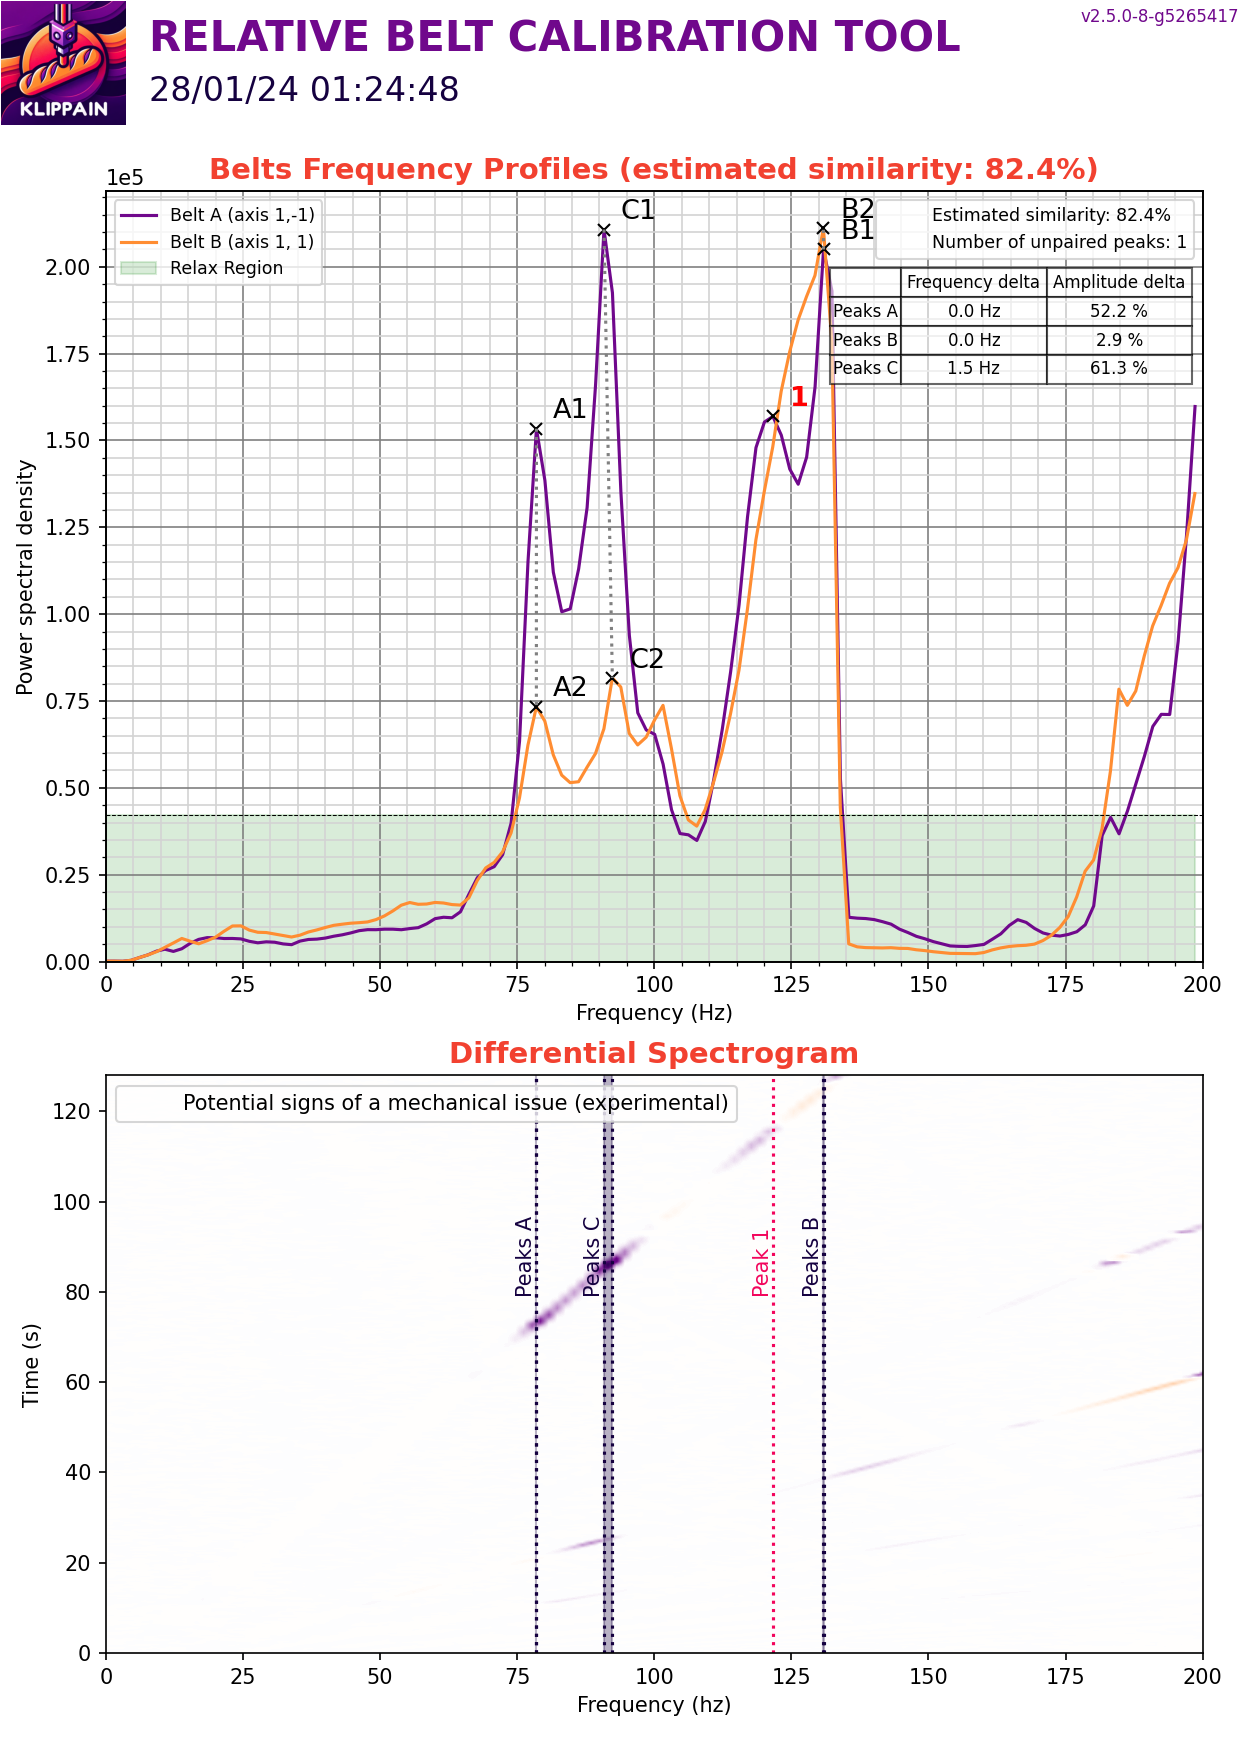 RELATIVE BELT CALIBRATION TOOL
v2.5.0-8-g5265417
28/01/24 01:24:48
KLIPPAIN
Belts Frequency Profiles (estimated similarity: 82.4%)
1e5
Belt A (axis 1,-1)
Belt B (axis 1, 1)
Relax Region
Estimated similarity: 82.4%
Number of unpaired peaks: 1
Frequency delta Amplitude delta
Peaks A 0.0 Hz 52.2 %
Peaks B 0.0 Hz 2.9 %
Peaks C 1.5 Hz 61.3 %
C1
B2
B1
A1
1
C2
A2
Power spectral density
2.00
1.75
1.50
1.25
1.00
0.75
0.50
0.25
0.00
0 25 50 75 100 125 150 175 200
Frequency (Hz)
Differential Spectrogram
Potential signs of a mechanical issue (experimental)
Peaks A
Peaks C
Peak 1
Peaks B
Time (s)
120
100
80
60
40
20
0
0 25 50 75 100 125 150 175 200
Frequency (hz)